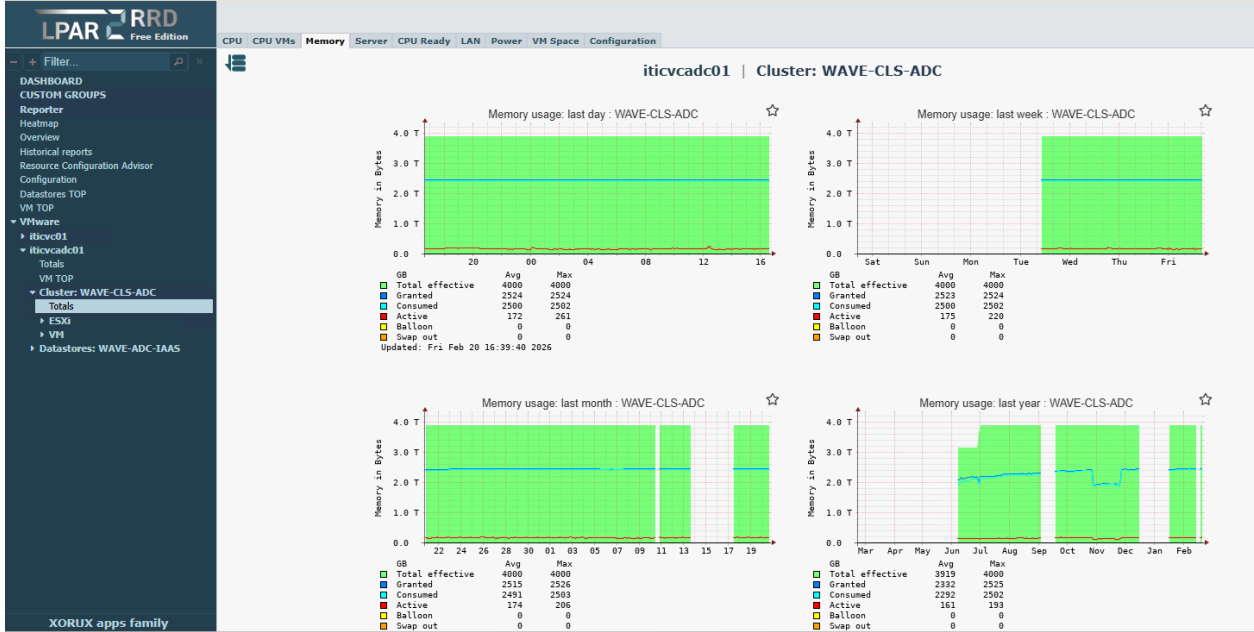 LPAR2RRD
Free Edition
CPU CPU VMs Memory Server CPU Ready LAN Power VM Space Configuration
Filter...
DASHBOARD
CUSTOM GROUPS
Reporter
Heatmap
Overview
Historical reports
Resource Configuration Advisor
Configuration
Datastores TOP
VM TOP
VMware
iticvc01
iticvcadc01
Totals
VM TOP
Cluster: WAVE-CLS-ADC
Totals
ESXi
VM
Datastores: WAVE-ADC-IAAS
XORUX apps family
iticvcadc01 | Cluster: WAVE-CLS-ADC
Memory usage: last day : WAVE-CLS-ADC
Memory in Bytes
4.0 T
3.0 T
2.0 T
1.0 T
0.0
20 00 04 08 12 16
GB Avg Max
Total effective 4000 4000
Granted 2524 2524
Consumed 2500 2502
Active 172 261
Balloon 0 0
Swap out 0 0
Updated: Fri Feb 20 16:39:40 2026
Memory usage: last week : WAVE-CLS-ADC
Memory in Bytes
4.0 T
3.0 T
2.0 T
1.0 T
0.0
Sat Sun Mon Tue Wed Thu Fri
GB Avg Max
Total effective 4000 4000
Granted 2523 2524
Consumed 2500 2502
Active 175 220
Balloon 0 0
Swap out 0 0
Memory usage: last month : WAVE-CLS-ADC
Memory in Bytes
4.0 T
3.0 T
2.0 T
1.0 T
0.0
22 24 26 28 30 01 03 05 07 09 11 13 15 17 19
GB Avg Max
Total effective 4000 4000
Granted 2515 2526
Consumed 2491 2503
Active 174 206
Balloon 0 0
Swap out 0 0
Memory usage: last year : WAVE-CLS-ADC
Memory in Bytes
4.0 T
3.0 T
2.0 T
1.0 T
0.0
Mar Apr May Jun Jul Aug Sep Oct Nov Dec Jan Feb
GB Avg Max
Total effective 3919 4000
Granted 2332 2525
Consumed 2292 2502
Active 161 193
Balloon 0 0
Swap out 0 0